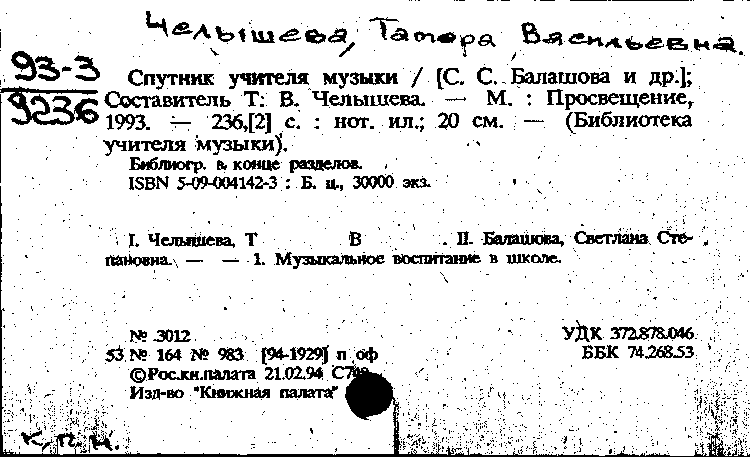 Челышева, Тамара Васильевна.
93-3
9236
Спутник учителя музыки / [С. С. Балашова и др.];
Составитель Т. В. Челышева. — М. : Просвещение,
1993. — 236,[2] с. : нот. ил.; 20 см. — (Библиотека
учителя музыки).
Библиогр. в конце разделов.
ISBN 5-09-004142-3 : Б. ц., 30000 экз.
I. Челышева, Т В . II. Балашова, Светлана Сте-
пановна. — — 1. Музыкальное воспитание в школе.
№ 3012 УДК 372.878.046
53 № 164 № 983 [94-1929] п оф ББК 74.268.53
©Рос.кн.палата 21.02.94
Изд-во "Книжная палата"
К.П.Н.